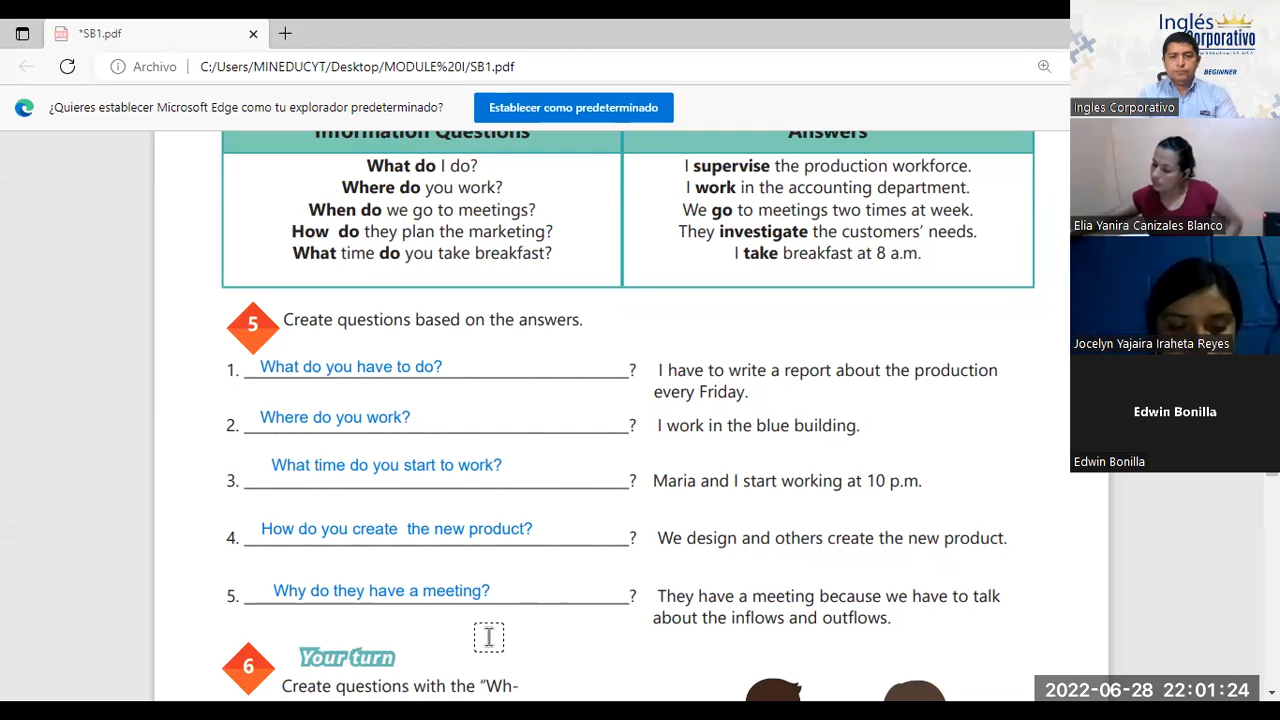 *SB1.pdf
Archivo
C:/Users/MINEDUCYT/Desktop/MODULE%20I/SB1.pdf
¿Quieres establecer Microsoft Edge como tu explorador predeterminado?
Establecer como predeterminado
Information Questions
Answers
What do I do?
I supervise the production workforce.
Where do you work?
I work in the accounting department.
When do we go to meetings?
We go to meetings two times at week.
How do they plan the marketing?
They investigate the customers' needs.
What time do you take breakfast?
I take breakfast at 8 a.m.
5 Create questions based on the answers.
1. What do you have to do? ? I have to write a report about the production
every Friday.
2. Where do you work? ? I work in the blue building.
3. What time do you start to work? ? Maria and I start working at 10 p.m.
4. How do you create the new product? ? We design and others create the new product.
5. Why do they have a meeting? ? They have a meeting because we have to talk
about the inflows and outflows.
6 Your turn
Create questions with the “Wh-
Inglés
Corporativo
BEGINNER
Ingles Corporativo
Elia Yanira Canizales Blanco
Jocelyn Yajaira Iraheta Reyes
Edwin Bonilla
Edwin Bonilla
2022-06-28 22:01:24